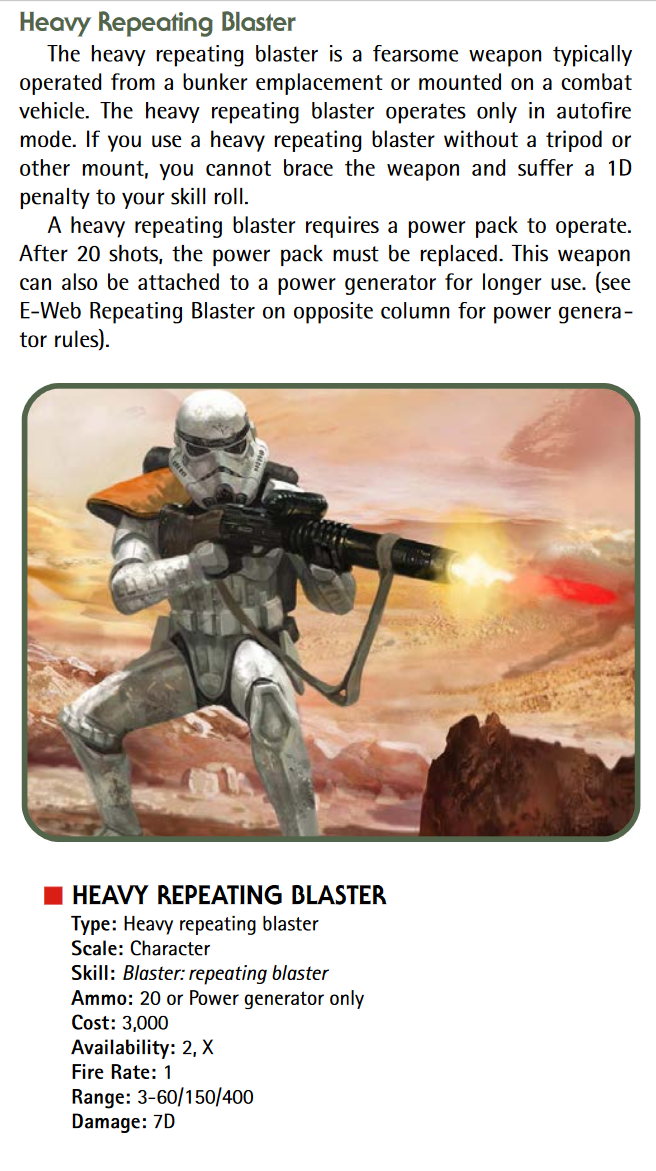 Heavy Repeating Blaster
The heavy repeating blaster is a fearsome weapon typically
operated from a bunker emplacement or mounted on a combat
vehicle. The heavy repeating blaster operates only in autofire
mode. If you use a heavy repeating blaster without a tripod or
other mount, you cannot brace the weapon and suffer a 1D
penalty to your skill roll.
A heavy repeating blaster requires a power pack to operate.
After 20 shots, the power pack must be replaced. This weapon
can also be attached to a power generator for longer use. (see
E-Web Repeating Blaster on opposite column for power genera-
tor rules).
HEAVY REPEATING BLASTER
Type: Heavy repeating blaster
Scale: Character
Skill: Blaster: repeating blaster
Ammo: 20 or Power generator only
Cost: 3,000
Availability: 2, X
Fire Rate: 1
Range: 3-60/150/400
Damage: 7D